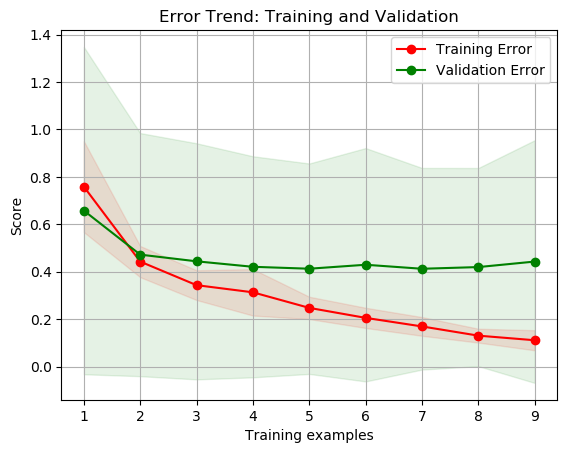 Error Trend: Training and Validation
Training Error
Validation Error
Score
1.4
1.2
1.0
0.8
0.6
0.4
0.2
0.0
1 2 3 4 5 6 7 8 9
Training examples